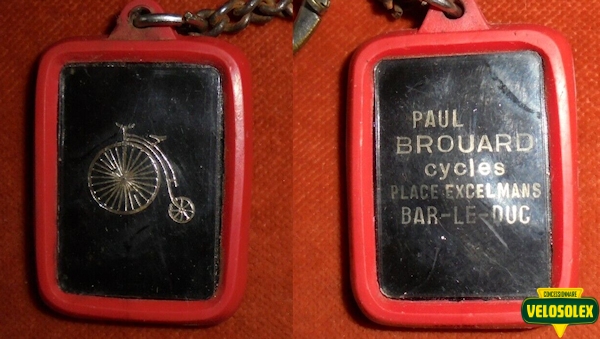 PAUL
BROUARD
cycles
PLACE EXCELMANS
BAR-LE-DUC
CONCESSIONNAIRE
VELOSOLEX